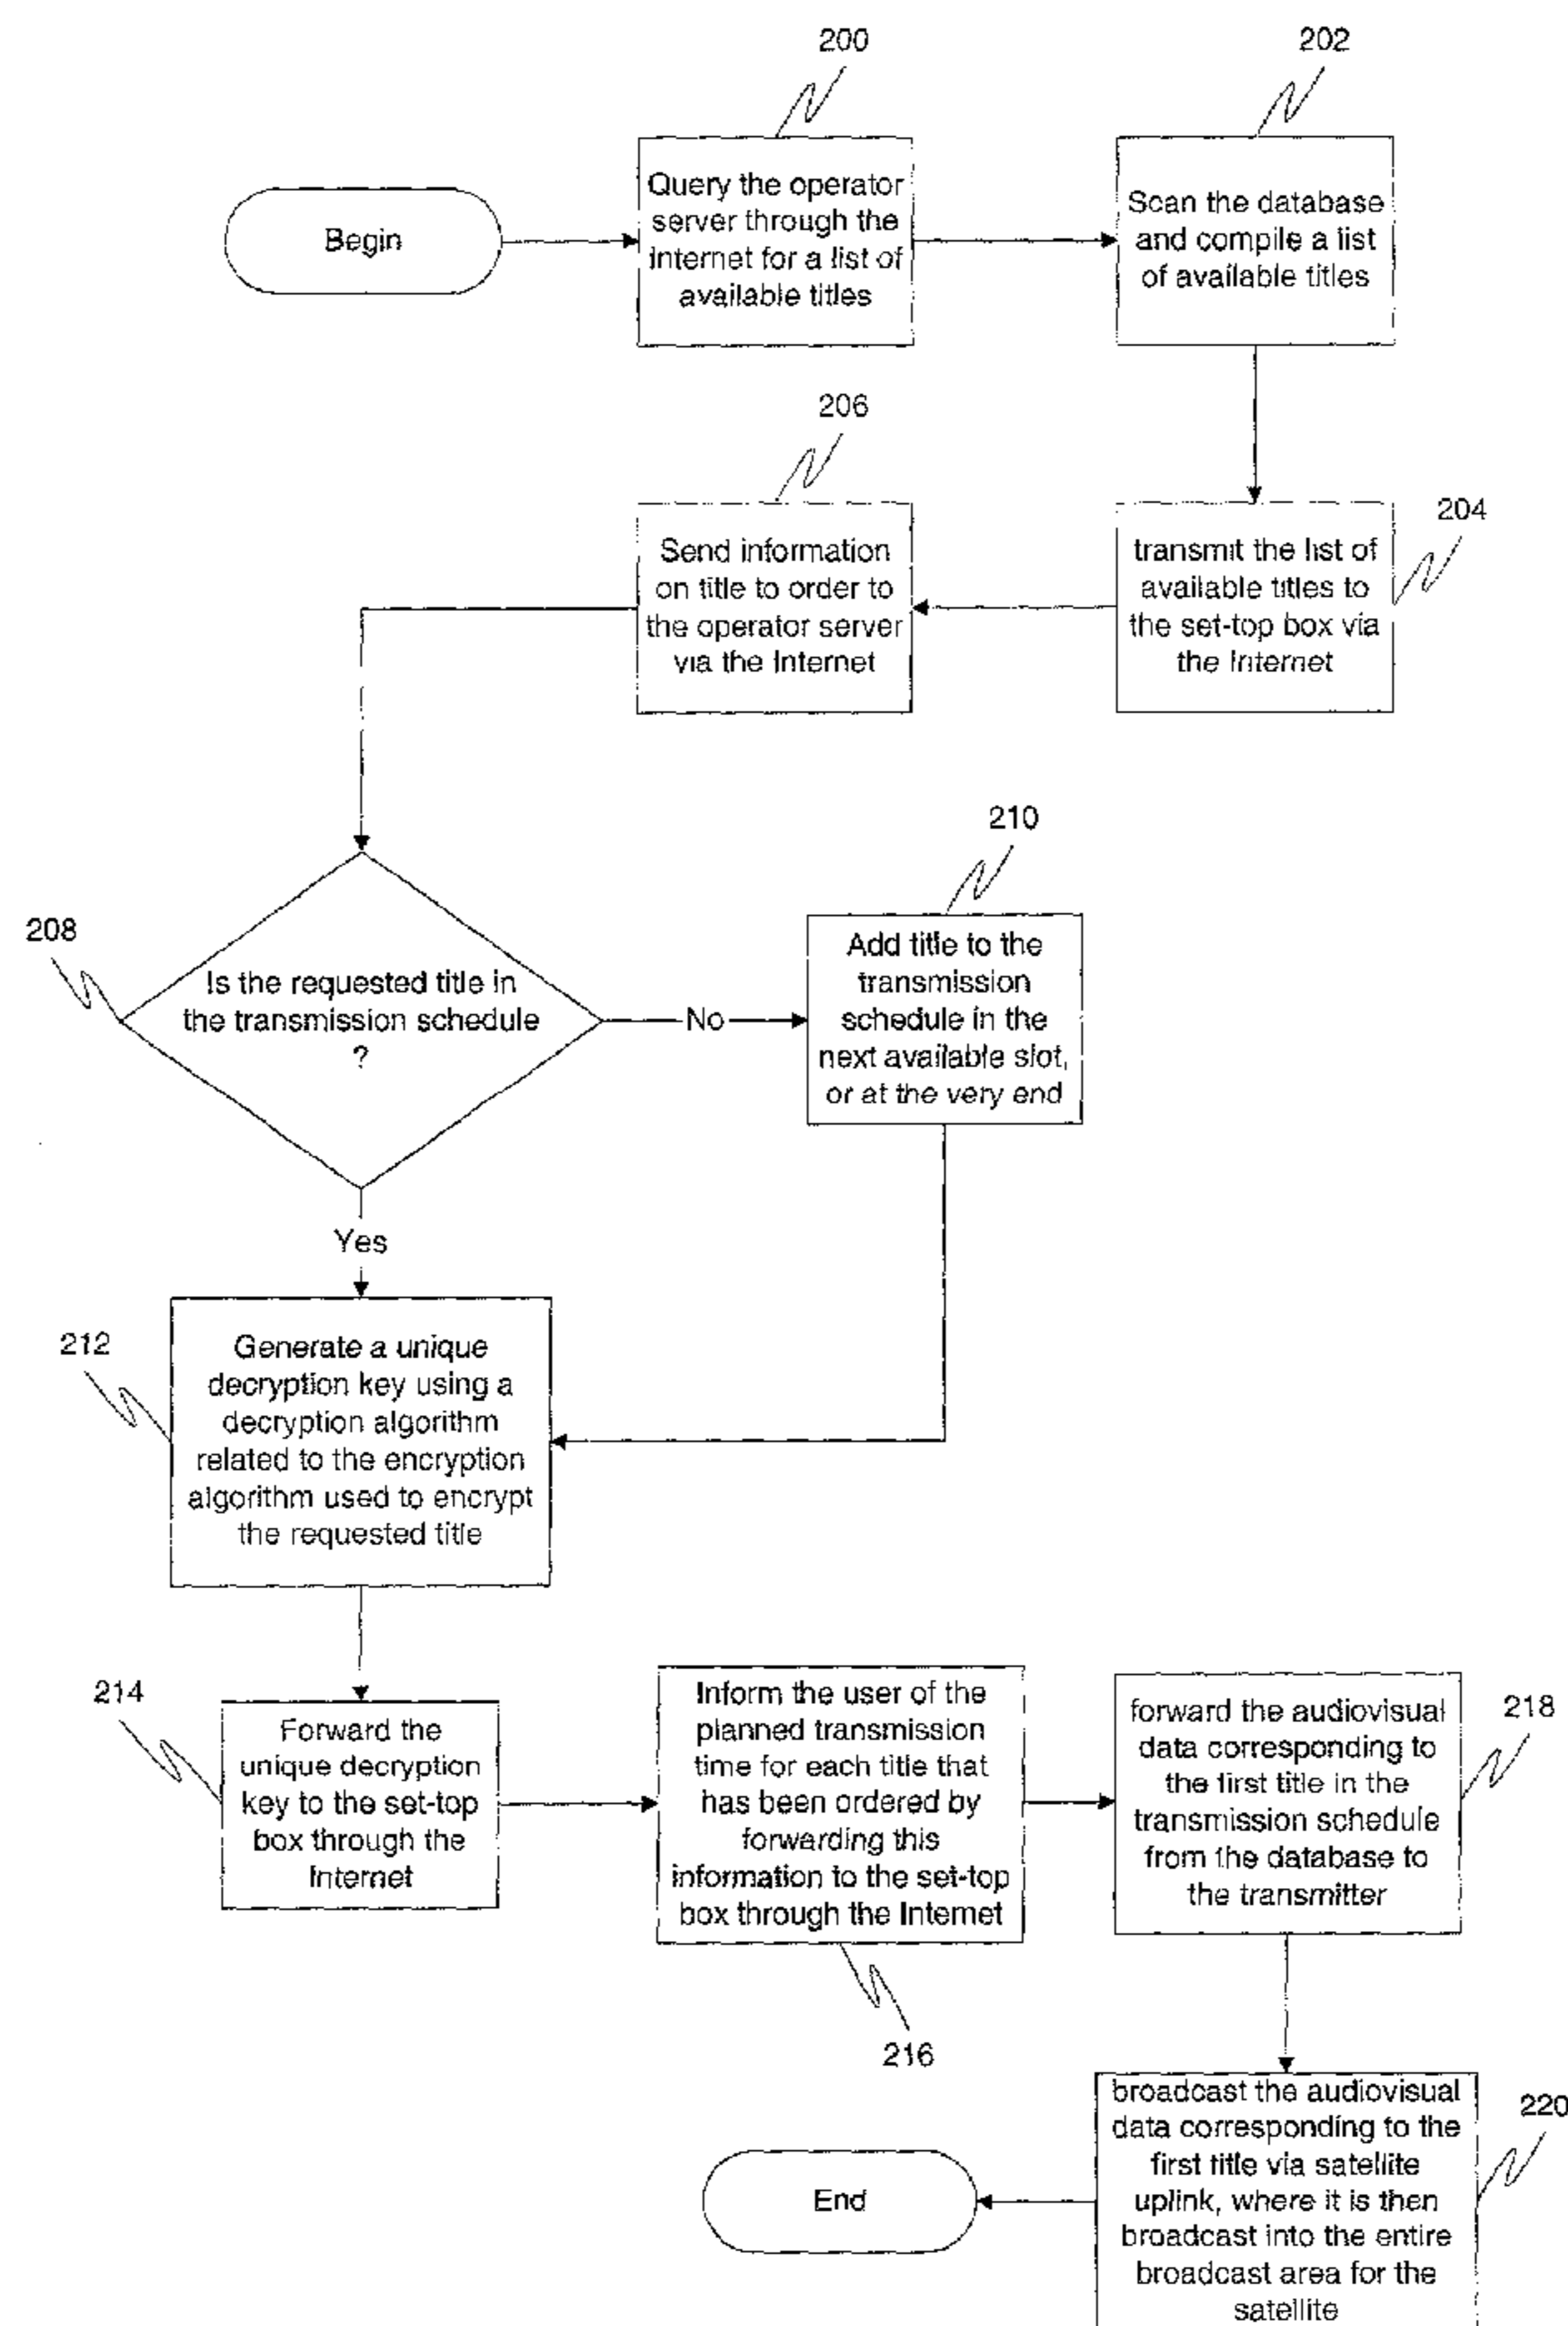 200
202
Begin
Query the operator
server through the
internet for a list of
available titles
Scan the database
and compile a list
of available titles
206
204
Send information
on title to order to
the operator server
via the Internet
transmit the list of
available titles to
the set-top box via
the Internet
210
208
Is the requested title in
the transmission schedule
?
No
Add title to the
transmission
schedule in the
next available slot,
or at the very end
Yes
212
Generate a unique
decryption key using a
decryption algorithm
related to the encryption
algorithm used to encrypt
the requested title
214
Forward the
unique decryption
key to the set-top
box through the
Internet
Inform the user of the
planned transmission
time for each title that
has been ordered by
forwarding this
information to the set-top
box through the Internet
216
forward the audiovisual
data corresponding to
the first title in the
transmission schedule
from the database to
the transmitter
218
220
broadcast the audiovisual
data corresponding to the
first title via satellite
uplink, where it is then
broadcast into the entire
broadcast area for the
satellite
End